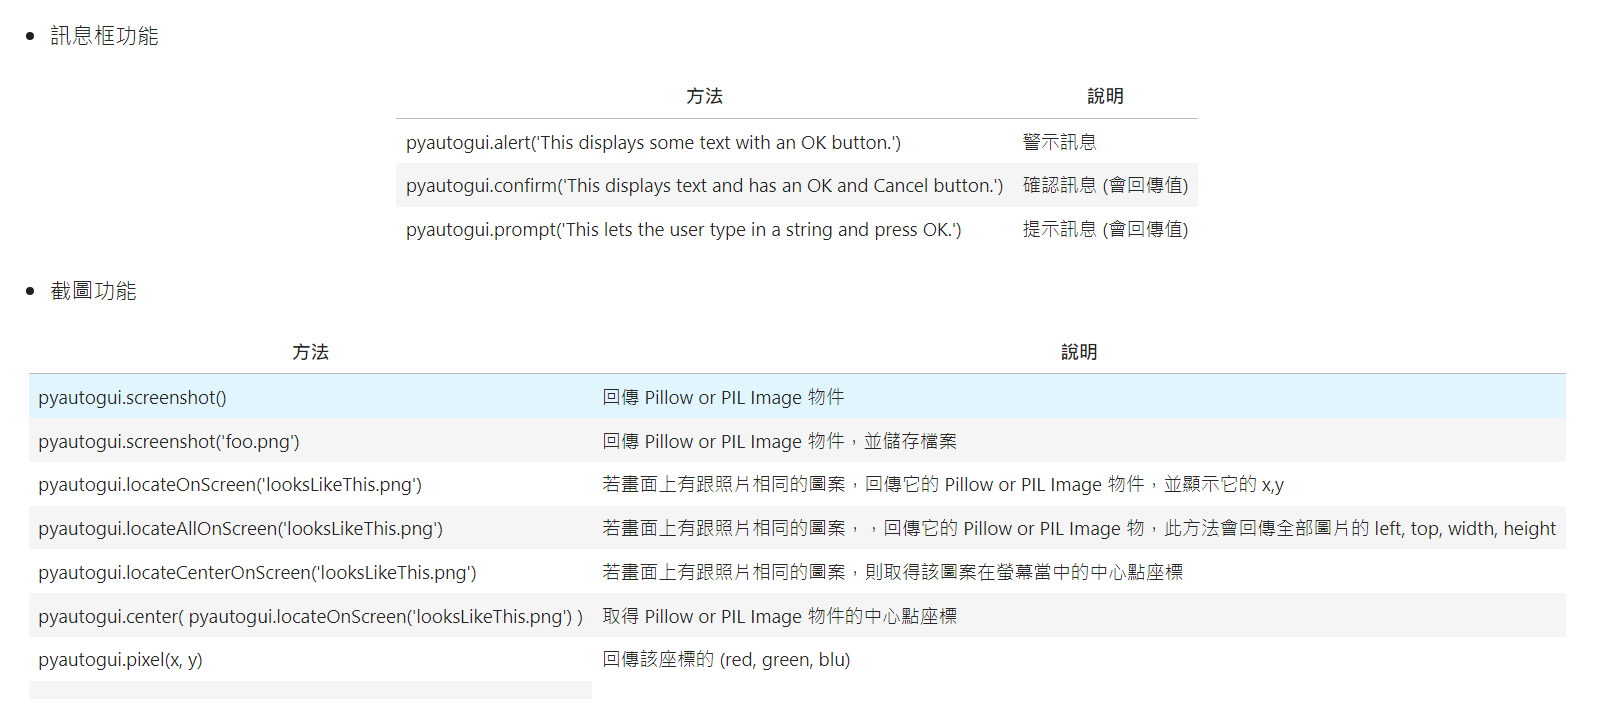 訊息框功能
方法 說明
pyautogui.alert('This displays some text with an OK button.') 警示訊息
pyautogui.confirm('This displays text and has an OK and Cancel button.') 確認訊息 (會回傳值)
pyautogui.prompt('This lets the user type in a string and press OK.') 提示訊息 (會回傳值)
截圖功能
方法 說明
pyautogui.screenshot() 回傳 Pillow or PIL Image 物件
pyautogui.screenshot('foo.png') 回傳 Pillow or PIL Image 物件，並儲存檔案
pyautogui.locateOnScreen('looksLikeThis.png') 若畫面上有跟照片相同的圖案，回傳它的 Pillow or PIL Image 物件，並顯示它的 x,y
pyautogui.locateAllOnScreen('looksLikeThis.png') 若畫面上有跟照片相同的圖案，，回傳它的 Pillow or PIL Image 物，此方法會回傳全部圖片的 left, top, width, height
pyautogui.locateCenterOnScreen('looksLikeThis.png') 若畫面上有跟照片相同的圖案，則取得該圖案在螢幕當中的中心點座標
pyautogui.center( pyautogui.locateOnScreen('looksLikeThis.png') ) 取得 Pillow or PIL Image 物件的中心點座標
pyautogui.pixel(x, y) 回傳該座標的 (red, green, blu)